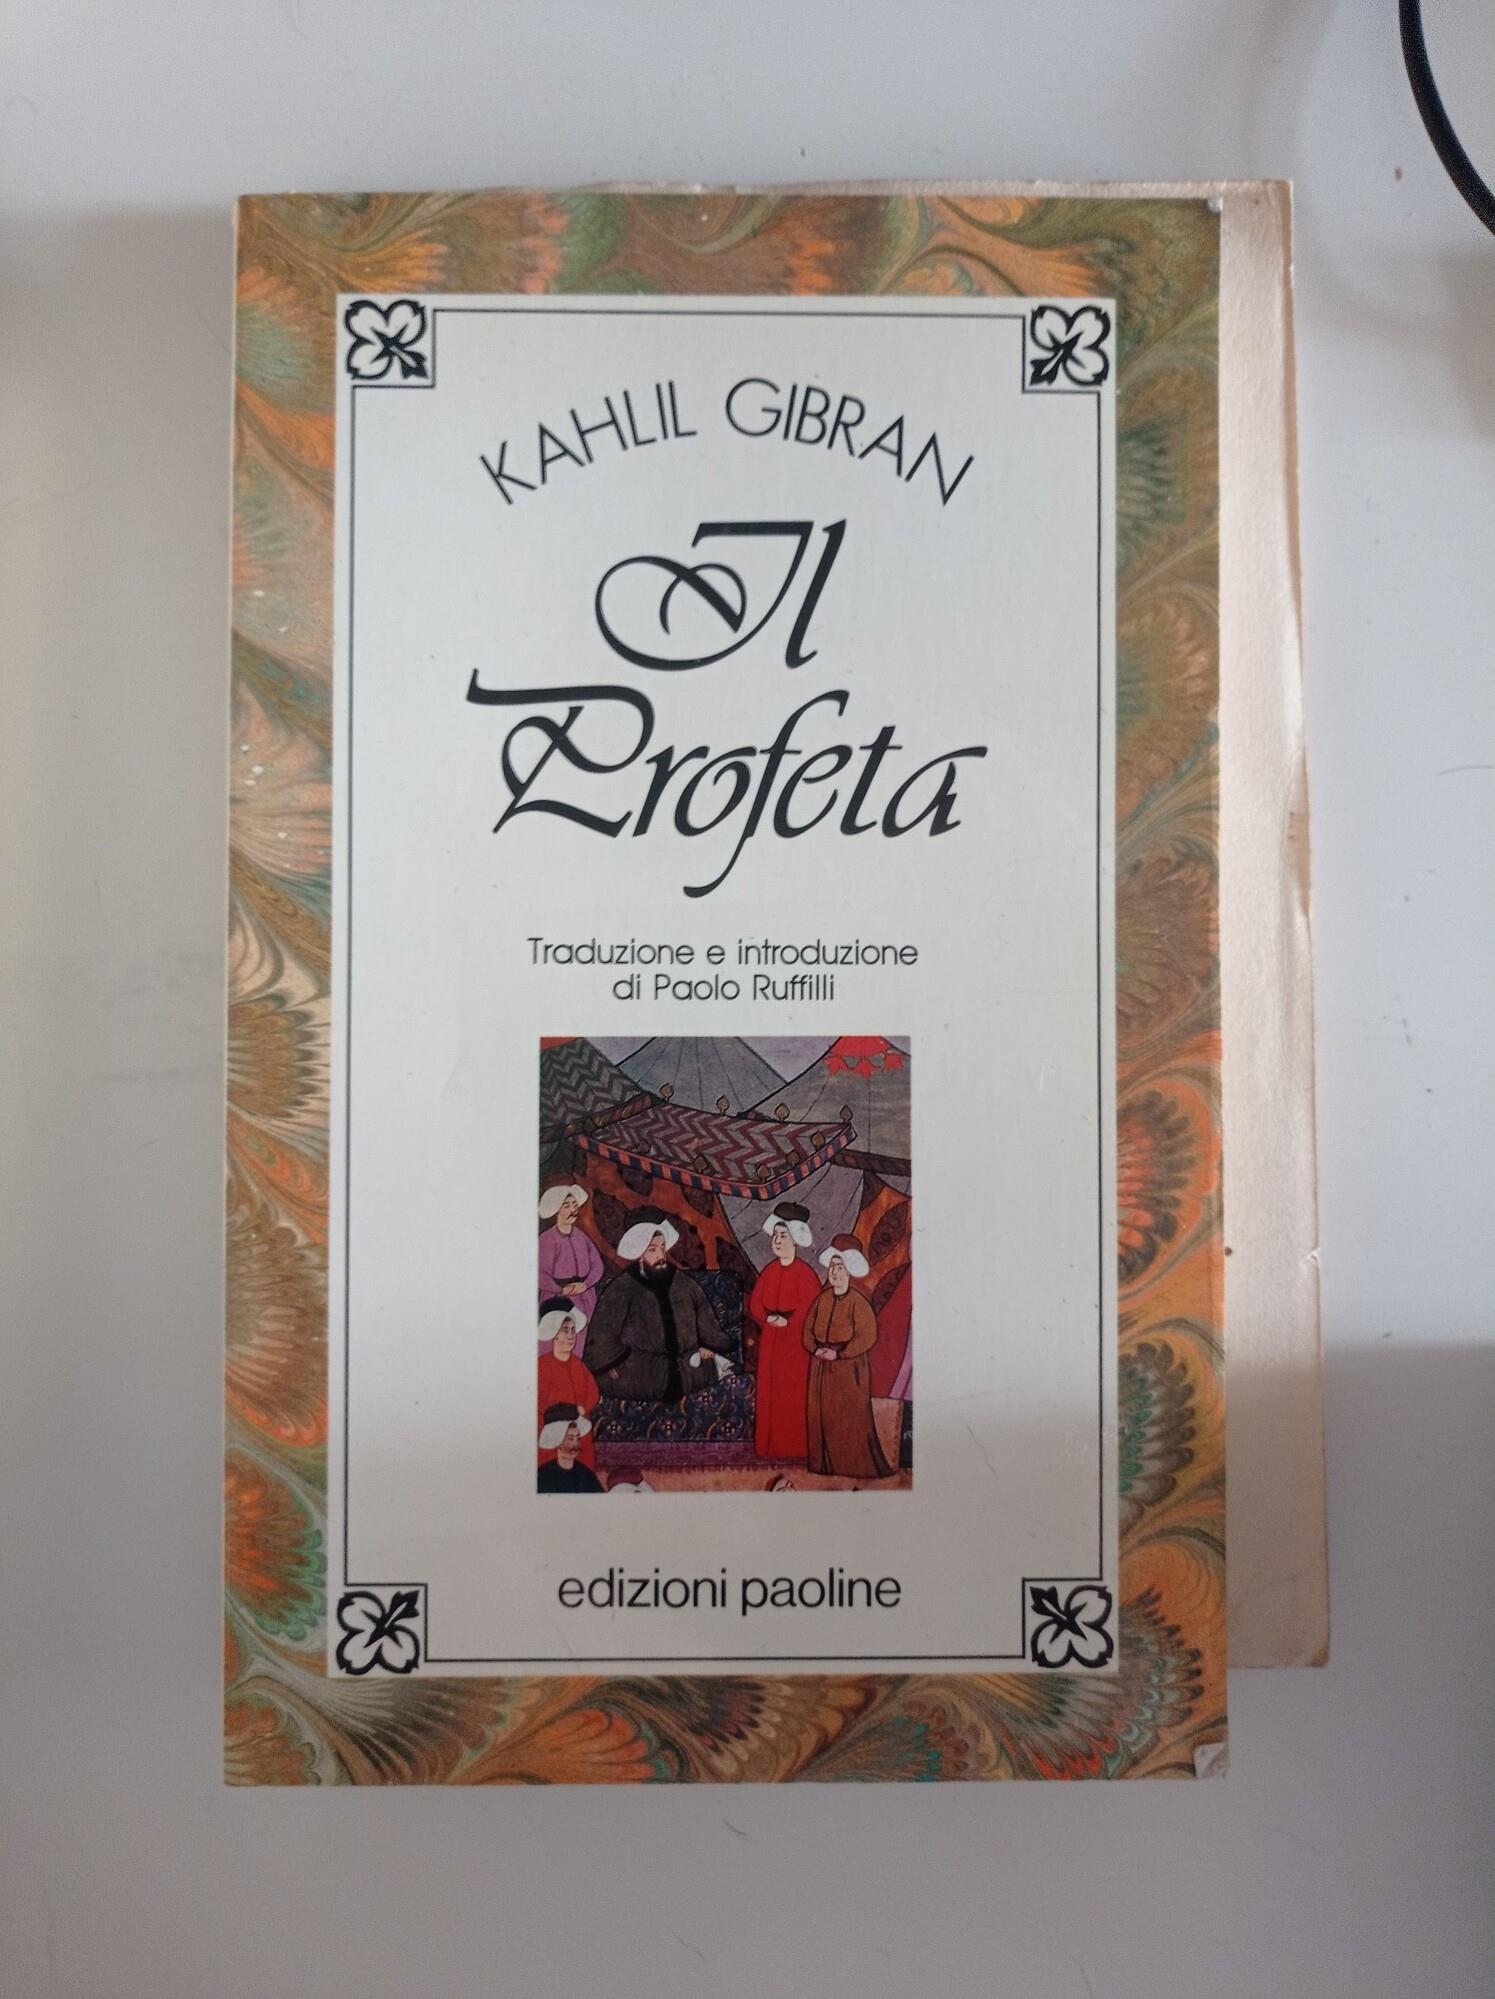 KAHLIL GIBRAN
Il
Profeta
Traduzione e introduzione
di Paolo Ruffilli
edizioni paoline